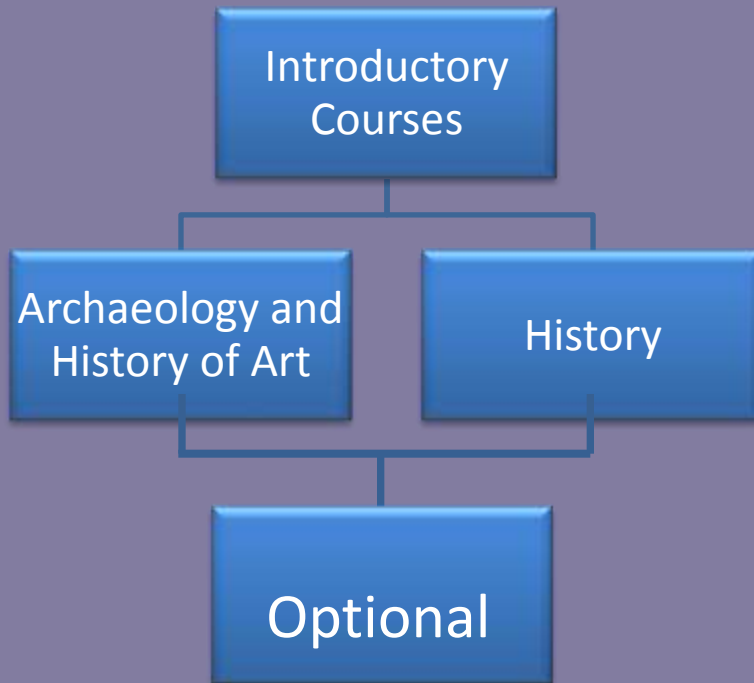 Introductory
Courses
Archaeology and
History of Art
History
Optional